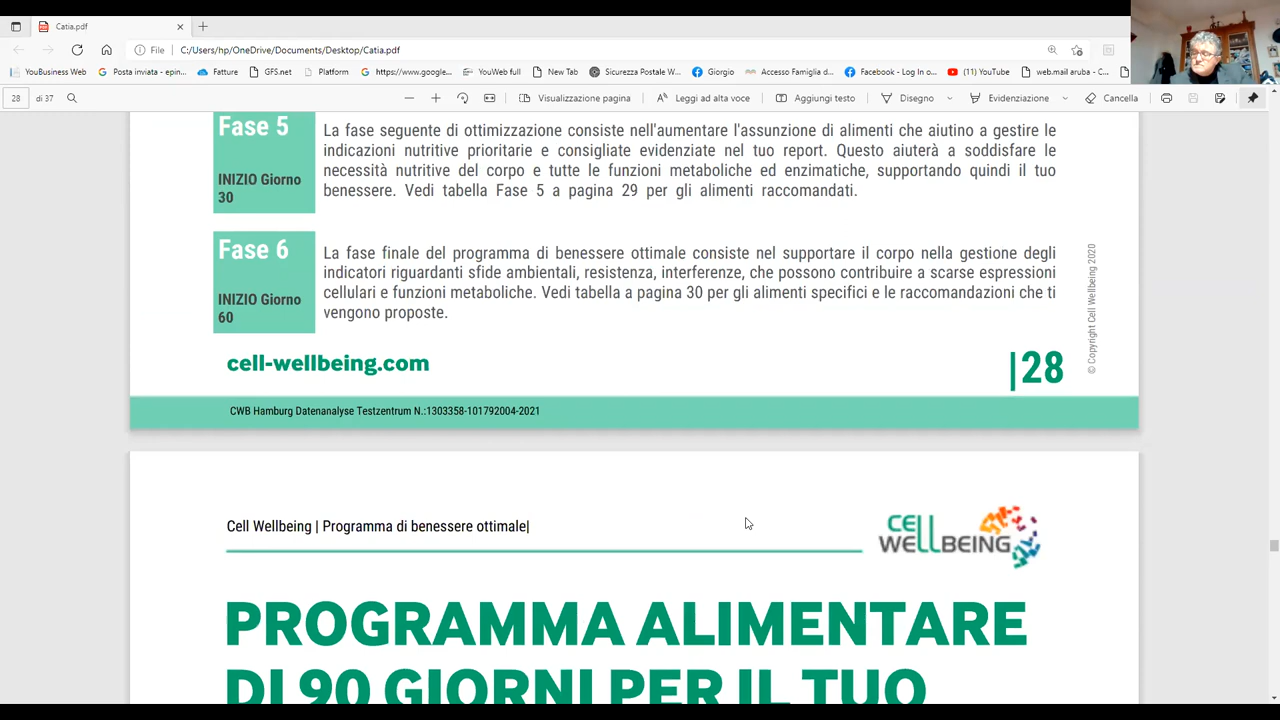 Catia.pdf
File
C:/Users/hp/OneDrive/Documents/Desktop/Catia.pdf
YouBusiness Web
Posta inviata - epin...
Fatture
GFS.net
Platform
https://www.google...
YouWeb full
New Tab
Sicurezza Postale W...
Giorgio
Accesso Famiglia d...
Facebook - Log In o...
(11) YouTube
web.mail aruba - C...
28 di 37
Visualizzazione pagina
Leggi ad alta voce
Aggiungi testo
Disegno
Evidenziazione
Cancella
Fase 5
INIZIO Giorno
30
La fase seguente di ottimizzazione consiste nell'aumentare l'assunzione di alimenti che aiutino a gestire le
indicazioni nutritive prioritarie e consigliate evidenziate nel tuo report. Questo aiuterà a soddisfare le
necessità nutritive del corpo e tutte le funzioni metaboliche ed enzimatiche, supportando quindi il tuo
benessere. Vedi tabella Fase 5 a pagina 29 per gli alimenti raccomandati.
Fase 6
INIZIO Giorno
60
La fase finale del programma di benessere ottimale consiste nel supportare il corpo nella gestione degli
indicatori riguardanti sfide ambientali, resistenza, interferenze, che possono contribuire a scarse espressioni
cellulari e funzioni metaboliche. Vedi tabella a pagina 30 per gli alimenti specifici e le raccomandazioni che ti
vengono proposte.
© Copyright Cell Wellbeing 2020
cell-wellbeing.com
|28
CWB Hamburg Datenanalyse Testzentrum N.:1303358-101792004-2021
Cell Wellbeing | Programma di benessere ottimale|
CELL
WELLBEING
PROGRAMMA ALIMENTARE
DI 90 GIORNI PER IL TUO